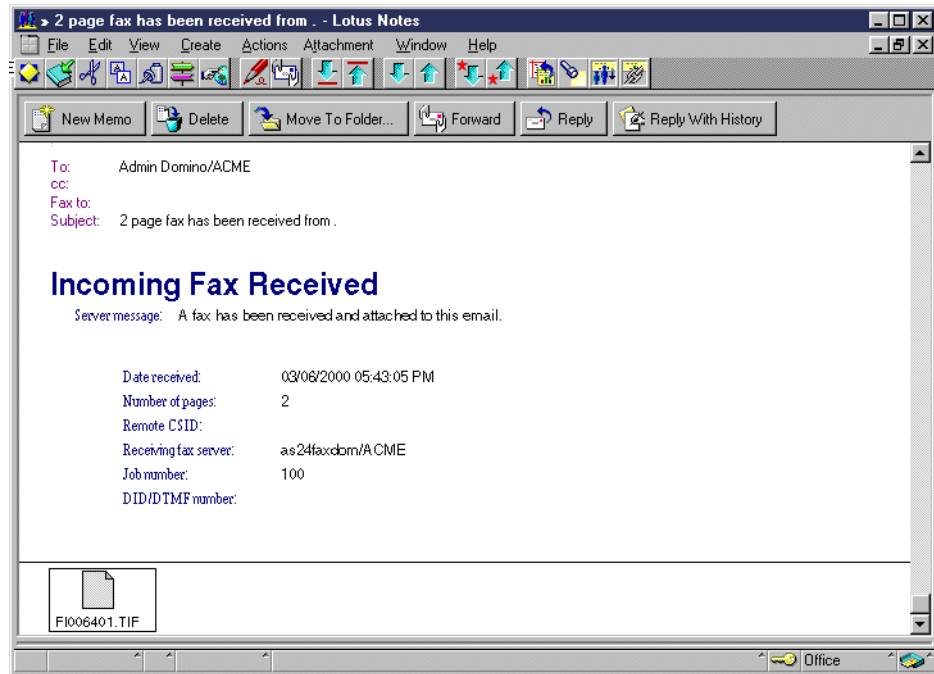 2 page fax has been received from . - Lotus Notes
File Edit View Create Actions Attachment Window Help
New Memo Delete Move To Folder... Forward Reply Reply With History
To: Admin Domino/ACME
cc:
Fax to:
Subject: 2 page fax has been received from .
Incoming Fax Received
Server message: A fax has been received and attached to this email.
Date received: 03/06/2000 05:43:05 PM
Number of pages: 2
Remote CSID:
Receiving fax server: as24faxdom/ACME
Job number: 100
DID/DTMF number:
FI006401.TIF
Office